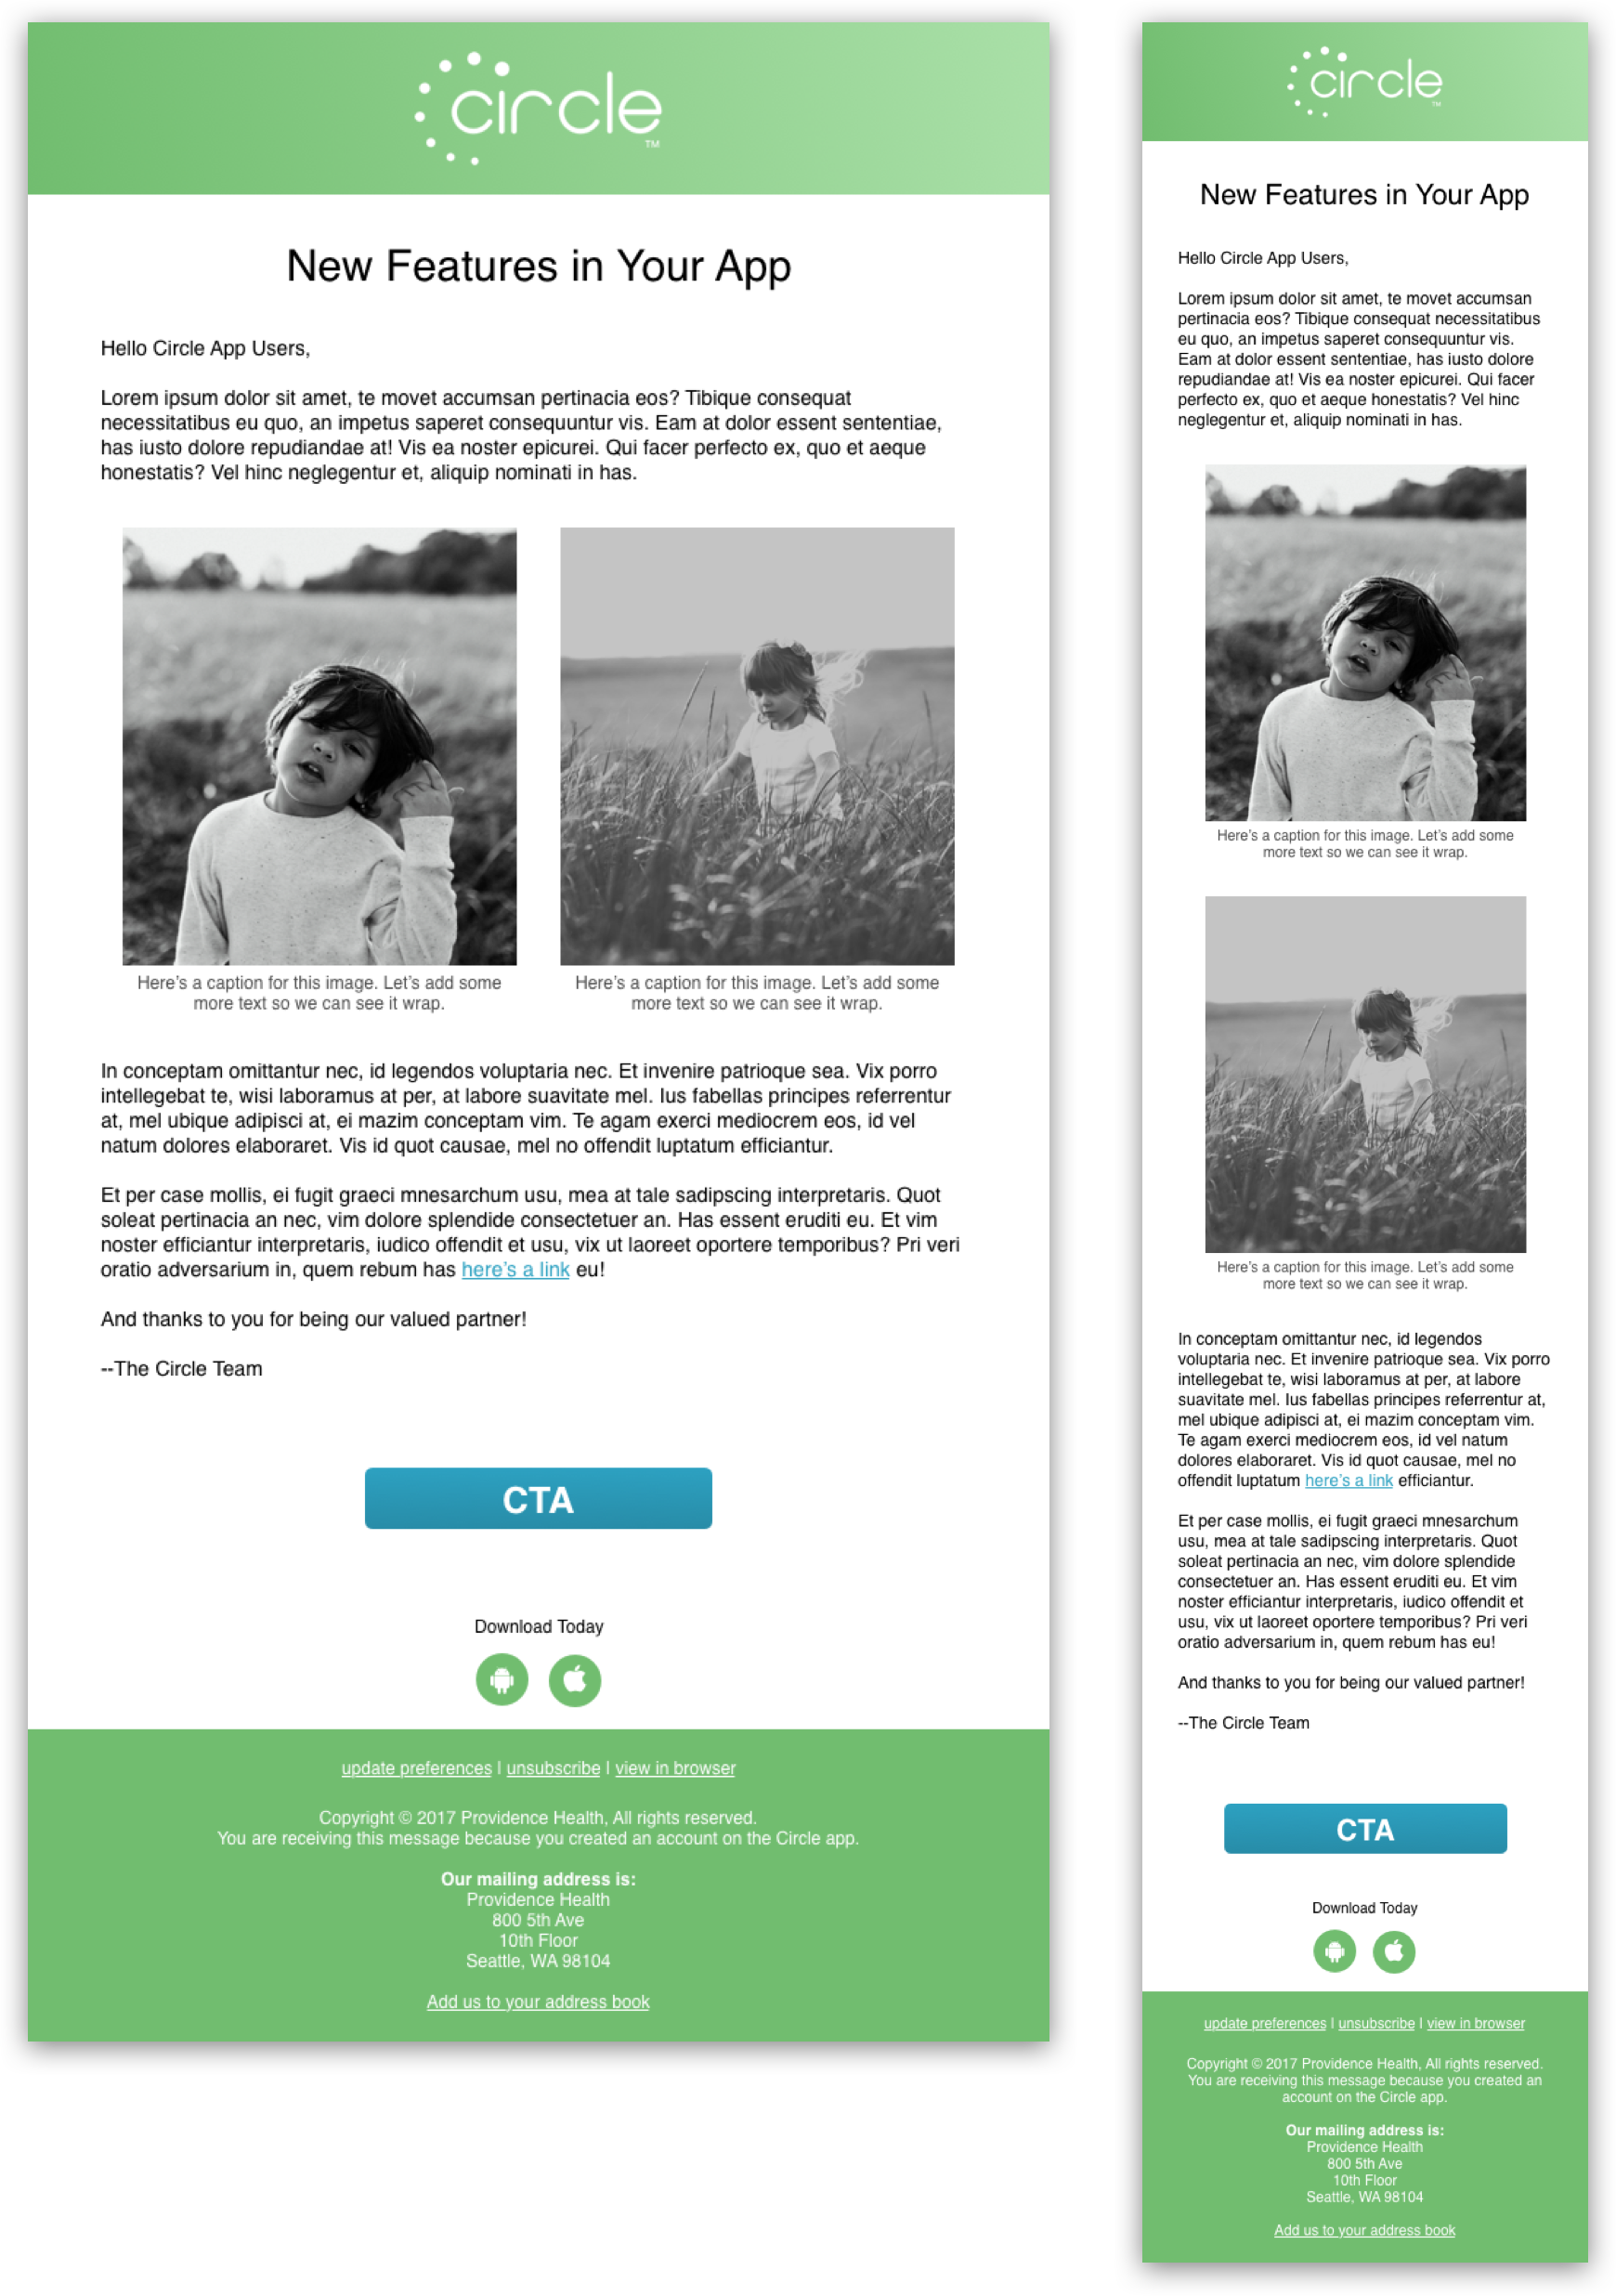 circle
TM
New Features in Your App
Hello Circle App Users,
Lorem ipsum dolor sit amet, te movet accumsan pertinacia eos? Tibique consequat
necessitatibus eu quo, an impetus saperet consequuntur vis. Eam at dolor essent sententiae,
has iusto dolore repudiandae at! Vis ea noster epicurei. Qui facer perfecto ex, quo et aeque
honestatis? Vel hinc neglegentur et, aliquip nominati in has.
Here's a caption for this image. Let's add some
more text so we can see it wrap.
Here's a caption for this image. Let's add some
more text so we can see it wrap.
In conceptam omittantur nec, id legendos voluptaria nec. Et invenire patrioque sea. Vix porro
intellegebat te, wisi laboramus at per, at labore suavitate mel. Ius fabellas principes referrentur
at, mel ubique adipisci at, ei mazim conceptam vim. Te agam exerci mediocrem eos, id vel
natum dolores elaboraret. Vis id quot causae, mel no offendit luptatum efficiantur.
Et per case mollis, ei fugit graeci mnesarchum usu, mea at tale sadipscing interpretaris. Quot
soleat pertinacia an nec, vim dolore splendide consectetuer an. Has essent eruditi eu. Et vim
noster efficiantur interpretaris, iudico offendit et usu, vix ut laoreet oportere temporibus? Pri veri
oratio adversarium in, quem rebum has here's a link eu!
And thanks to you for being our valued partner!
--The Circle Team
CTA
Download Today
update preferences | unsubscribe | view in browser
Copyright © 2017 Providence Health, All rights reserved.
You are receiving this message because you created an account on the Circle app.
Our mailing address is:
Providence Health
800 5th Ave
10th Floor
Seattle, WA 98104
Add us to your address book
circle
TM
New Features in Your App
Hello Circle App Users,
Lorem ipsum dolor sit amet, te movet accumsan
pertinacia eos? Tibique consequat necessitatibus
eu quo, an impetus saperet consequuntur vis.
Eam at dolor essent sententiae, has iusto dolore
repudiandae at! Vis ea noster epicurei. Qui facer
perfecto ex, quo et aeque honestatis? Vel hinc
neglegentur et, aliquip nominati in has.
Here's a caption for this image. Let's add some
more text so we can see it wrap.
Here's a caption for this image. Let's add some
more text so we can see it wrap.
In conceptam omittantur nec, id legendos
voluptaria nec. Et invenire patrioque sea. Vix porro
intellegebat te, wisi laboramus at per, at labore
suavitate mel. Ius fabellas principes referrentur at,
mel ubique adipisci at, ei mazim conceptam vim.
Te agam exerci mediocrem eos, id vel natum
dolores elaboraret. Vis id quot causae, mel no
offendit luptatum here's a link efficiantur.
Et per case mollis, ei fugit graeci mnesarchum
usu, mea at tale sadipscing interpretaris. Quot
soleat pertinacia an nec, vim dolore splendide
consectetuer an. Has essent eruditi eu. Et vim
noster efficiantur interpretaris, iudico offendit et
usu, vix ut laoreet oportere temporibus? Pri veri
oratio adversarium in, quem rebum has eu!
And thanks to you for being our valued partner!
--The Circle Team
CTA
Download Today
update preferences | unsubscribe | view in browser
Copyright © 2017 Providence Health, All rights reserved.
You are receiving this message because you created an
account on the Circle app.
Our mailing address is:
Providence Health
800 5th Ave
10th Floor
Seattle, WA 98104
Add us to your address book